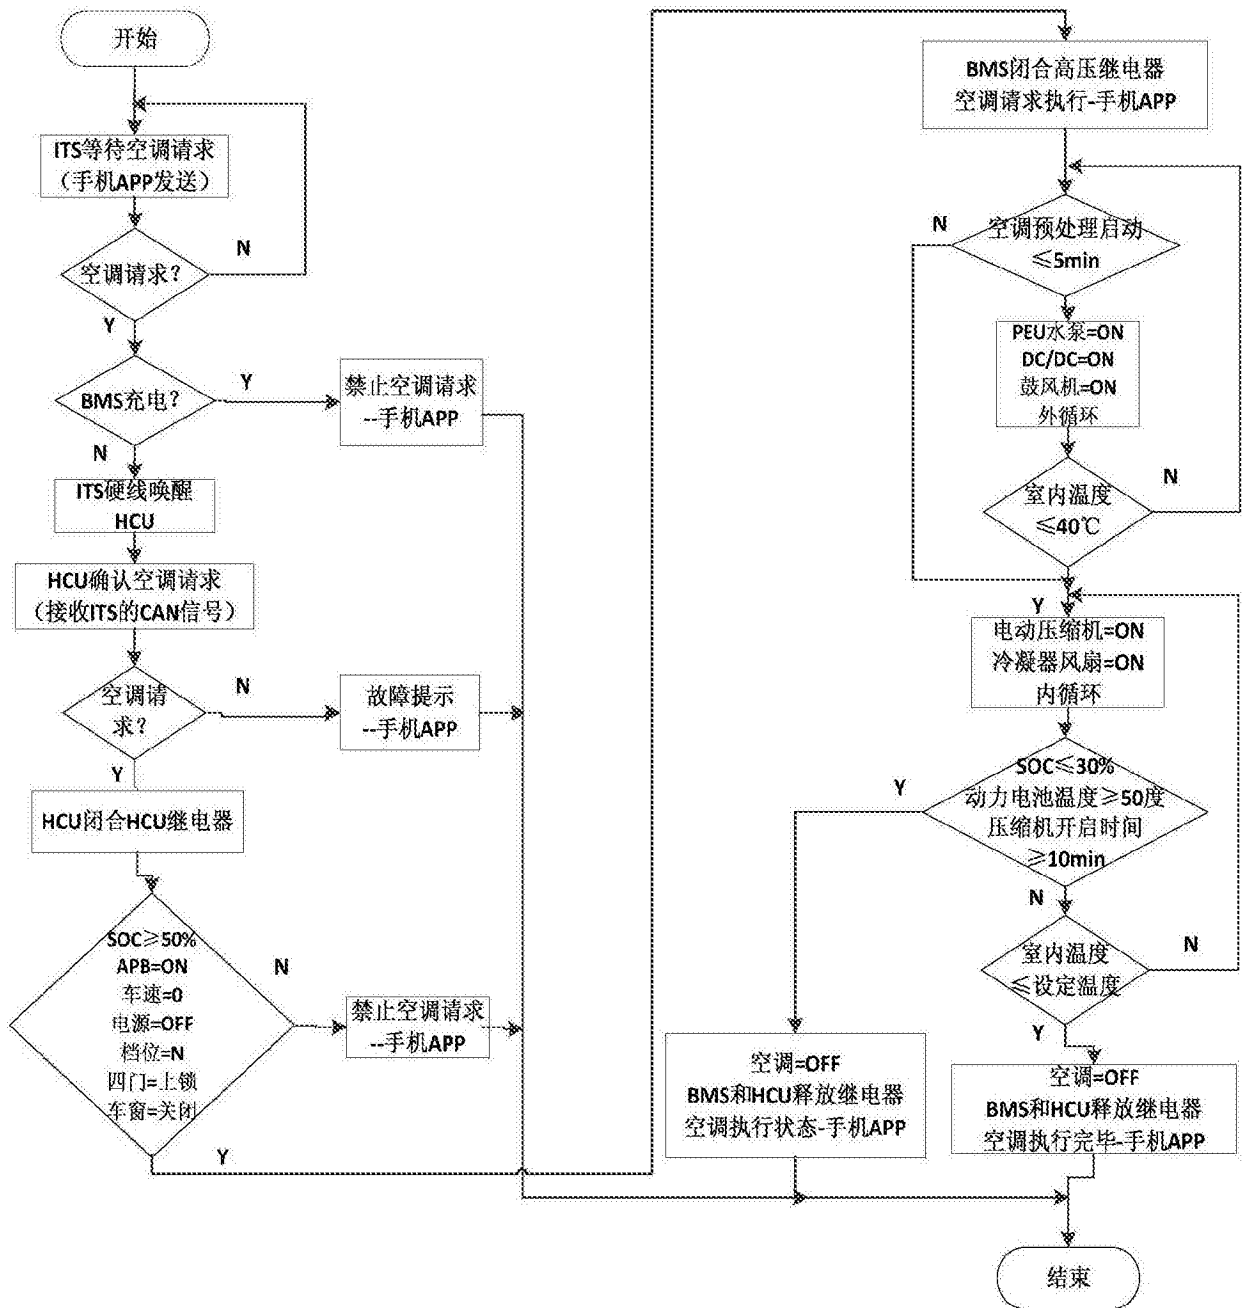 开始
ITS等待空调请求
（手机APP发送）
空调请求？
N
Y
BMS充电？
Y
禁止空调请求
--手机APP
N
ITS硬线唤醒
HCU
HCU确认空调请求
（接收ITS的CAN信号）
空调请
求？
N
故障提示
--手机APP
Y
HCU闭合HCU继电器
SOC≥50%
APB=ON
车速=0
电源=OFF
档位=N
四门=上锁
车窗=关闭
N
禁止空调请求
--手机APP
Y
BMS闭合高压继电器
空调请求执行-手机APP
空调预处理启动
≤5min
N
PEU水泵=ON
DC/DC=ON
鼓风机=ON
外循环
室内温度
≤40℃
N
Y
电动压缩机=ON
冷凝器风扇=ON
内循环
SOC≤30%
动力电池温度≥50度
压缩机开启时间
≥10min
Y
N
室内温度
≤设定温度
N
Y
空调=OFF
BMS和HCU释放继电器
空调执行状态-手机APP
空调=OFF
BMS和HCU释放继电器
空调执行完毕-手机APP
结束